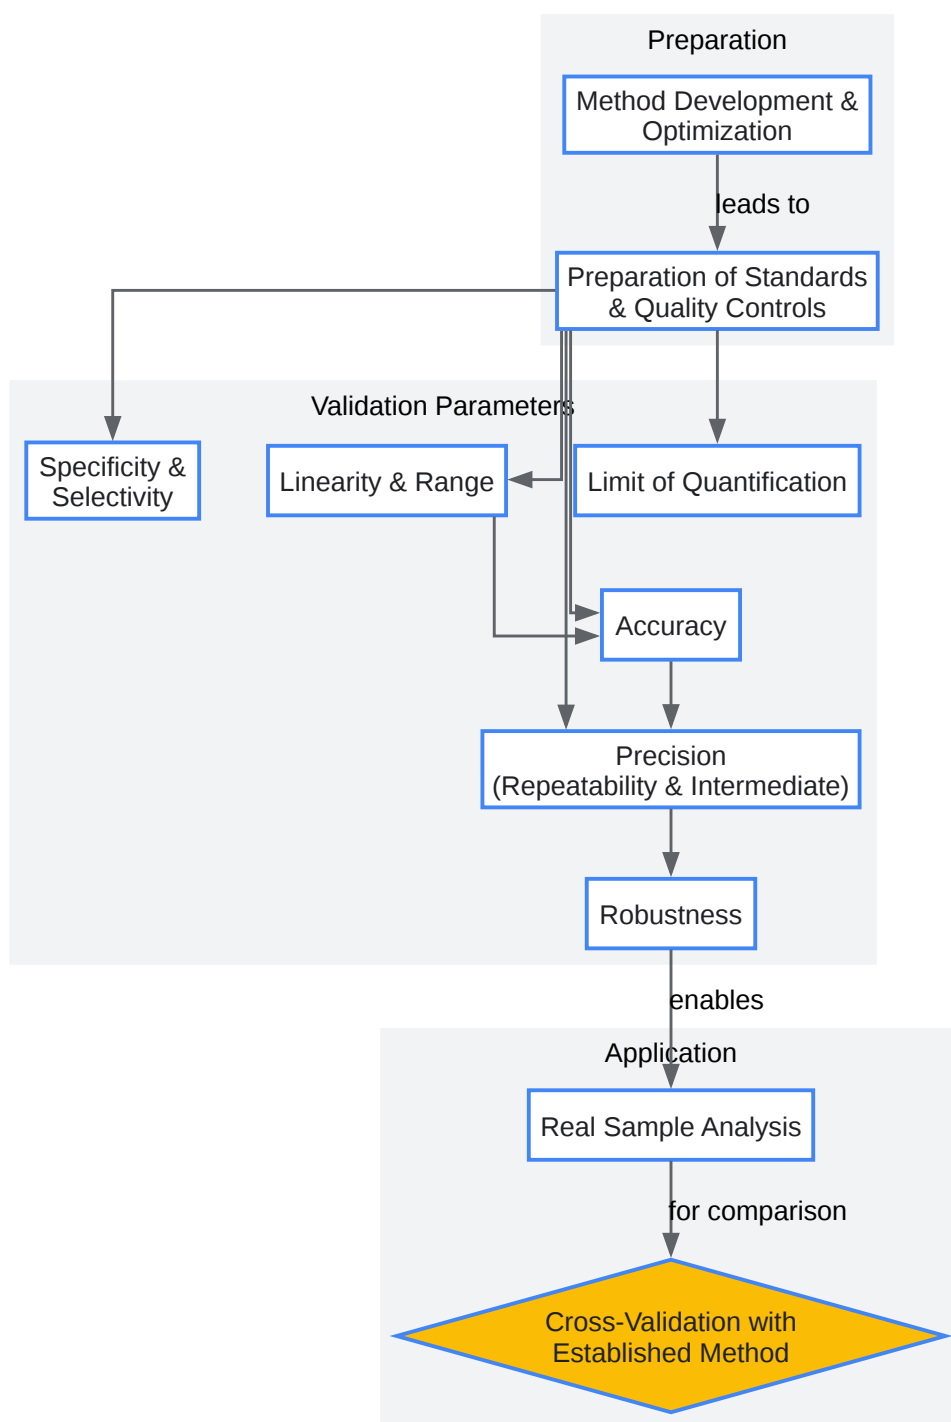 Preparation
Method Development &
Optimization
leads to
Preparation of Standards
& Quality Controls
Validation Parameters
Specificity &
Selectivity
Linearity & Range
Limit of Quantification
Accuracy
Precision
(Repeatability & Intermediate)
Robustness
enables
Application
Real Sample Analysis
for comparison
Cross-Validation with
Established Method